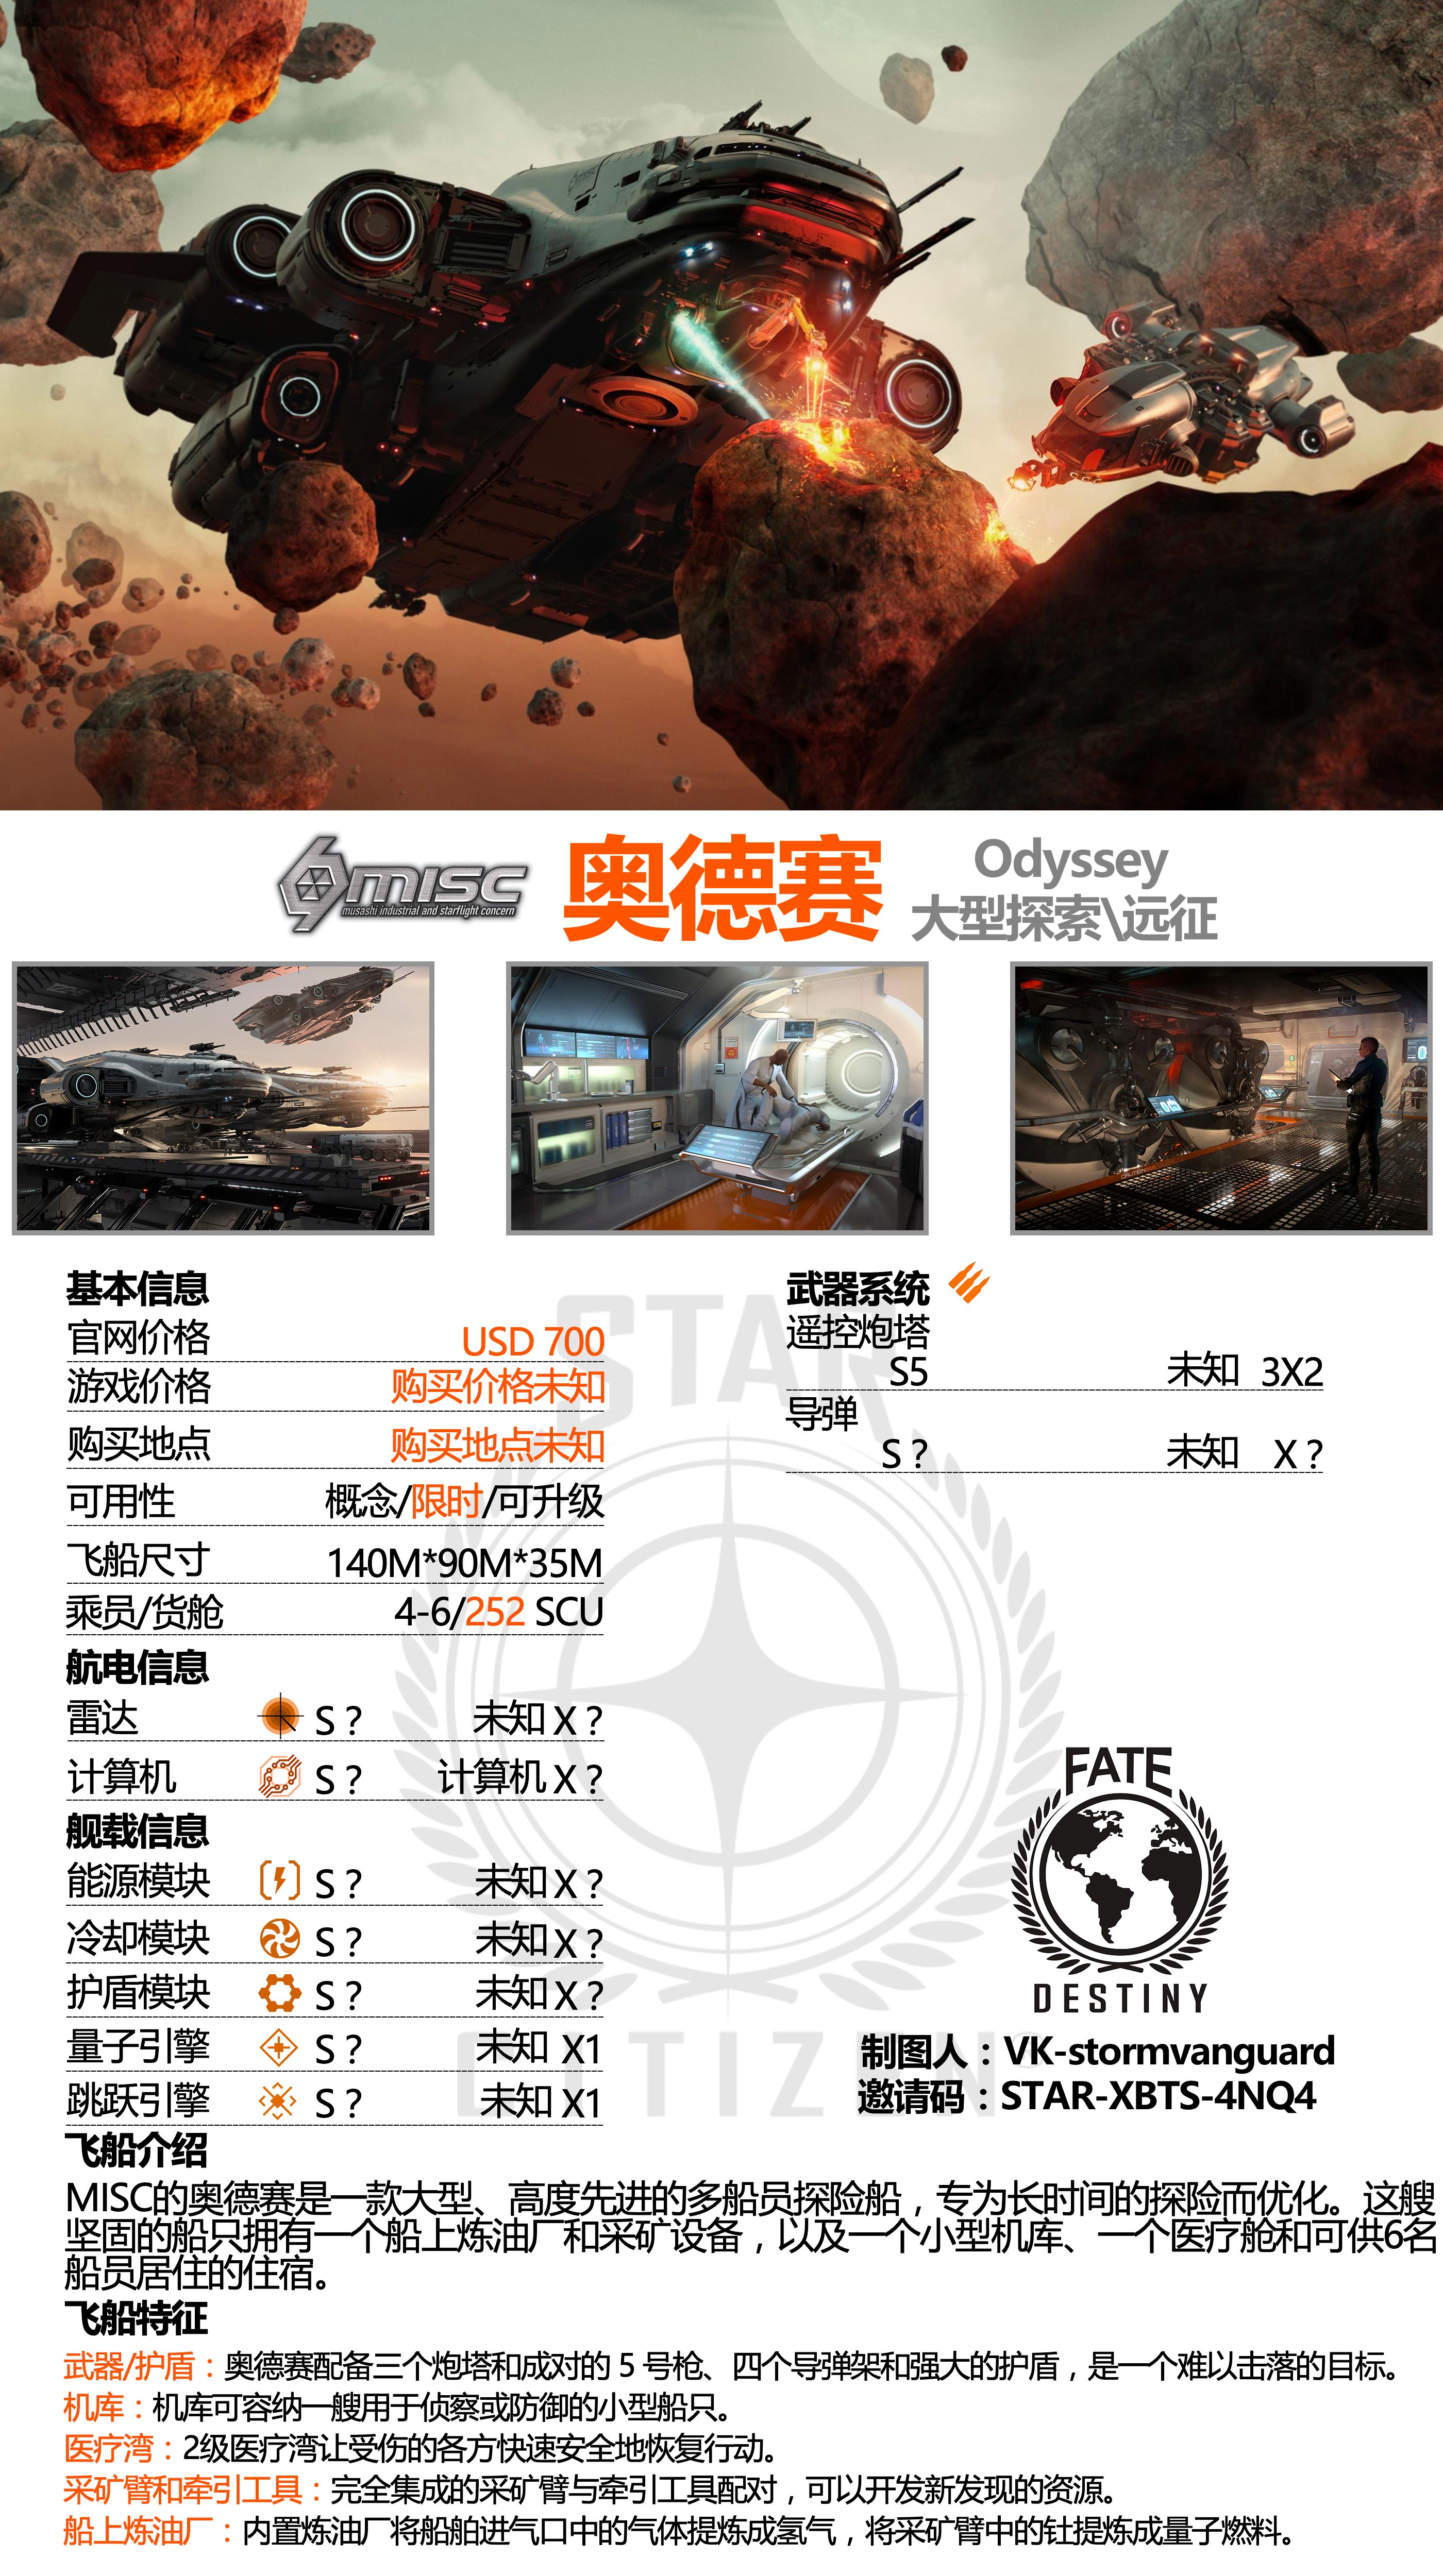 misc
musashi industrial and starflight concern
奥德赛
Odyssey
大型探索\远征
基本信息
官网价格 USD 700
游戏价格 购买价格未知
购买地点 购买地点未知
可用性 概念/限时/可升级
飞船尺寸 140M*90M*35M
乘员/货舱 4-6/252 SCU
航电信息
雷达 S ? 未知 X ?
计算机 S ? 计算机 X ?
舰载信息
能源模块 S ? 未知 X ?
冷却模块 S ? 未知 X ?
护盾模块 S ? 未知 X ?
量子引擎 S ? 未知 X1
跳跃引擎 S ? 未知 X1
武器系统
遥控炮塔
S5 未知 3X2
导弹
S ? 未知 X ?
STAR
CITIZEN
FATE
DESTINY
制图人：VK-stormvanguard
邀请码：STAR-XBTS-4NQ4
飞船介绍
MISC的奥德赛是一款大型、高度先进的多船员探险船，专为长时间的探险而优化。这艘
坚固的船只拥有一个船上炼油厂和采矿设备，以及一个小型机库、一个医疗舱和可供6名
船员居住的住宿。
飞船特征
武器/护盾：奥德赛配备三个炮塔和成对的 5 号枪、四个导弹架和强大的护盾，是一个难以击落的目标。
机库：机库可容纳一艘用于侦察或防御的小型船只。
医疗湾：2级医疗湾让受伤的各方快速安全地恢复行动。
采矿臂和牵引工具：完全集成的采矿臂与牵引工具配对，可以开发新发现的资源。
船上炼油厂：内置炼油厂将船舶进气口中的气体提炼成氢气，将采矿臂中的钍提炼成量子燃料。